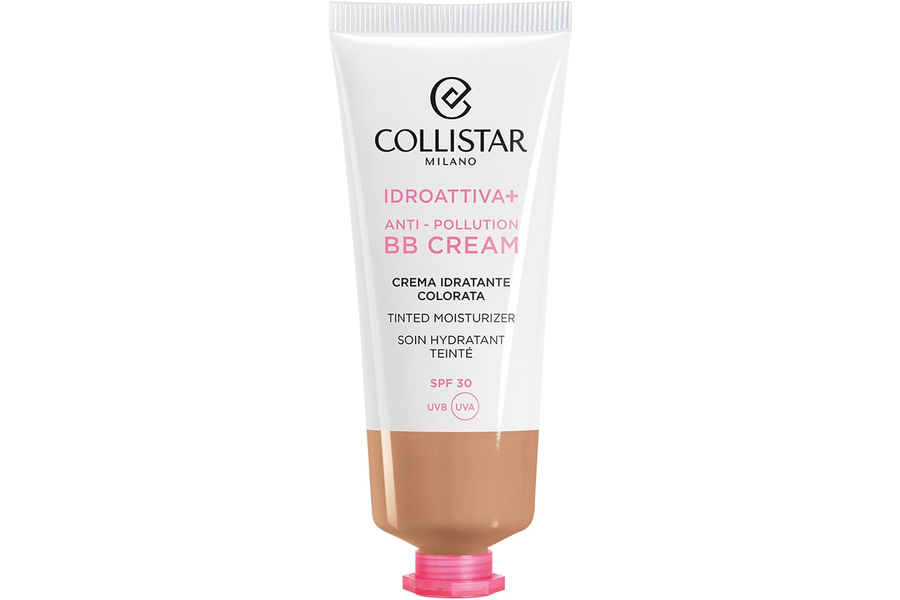 COLLISTAR
MILANO
IDROATTIVA+
ANTI - POLLUTION
BB CREAM
CREMA IDRATANTE
COLORATA
TINTED MOISTURIZER
SOIN HYDRATANT
TEINTÉ
SPF 30
UVB UVA